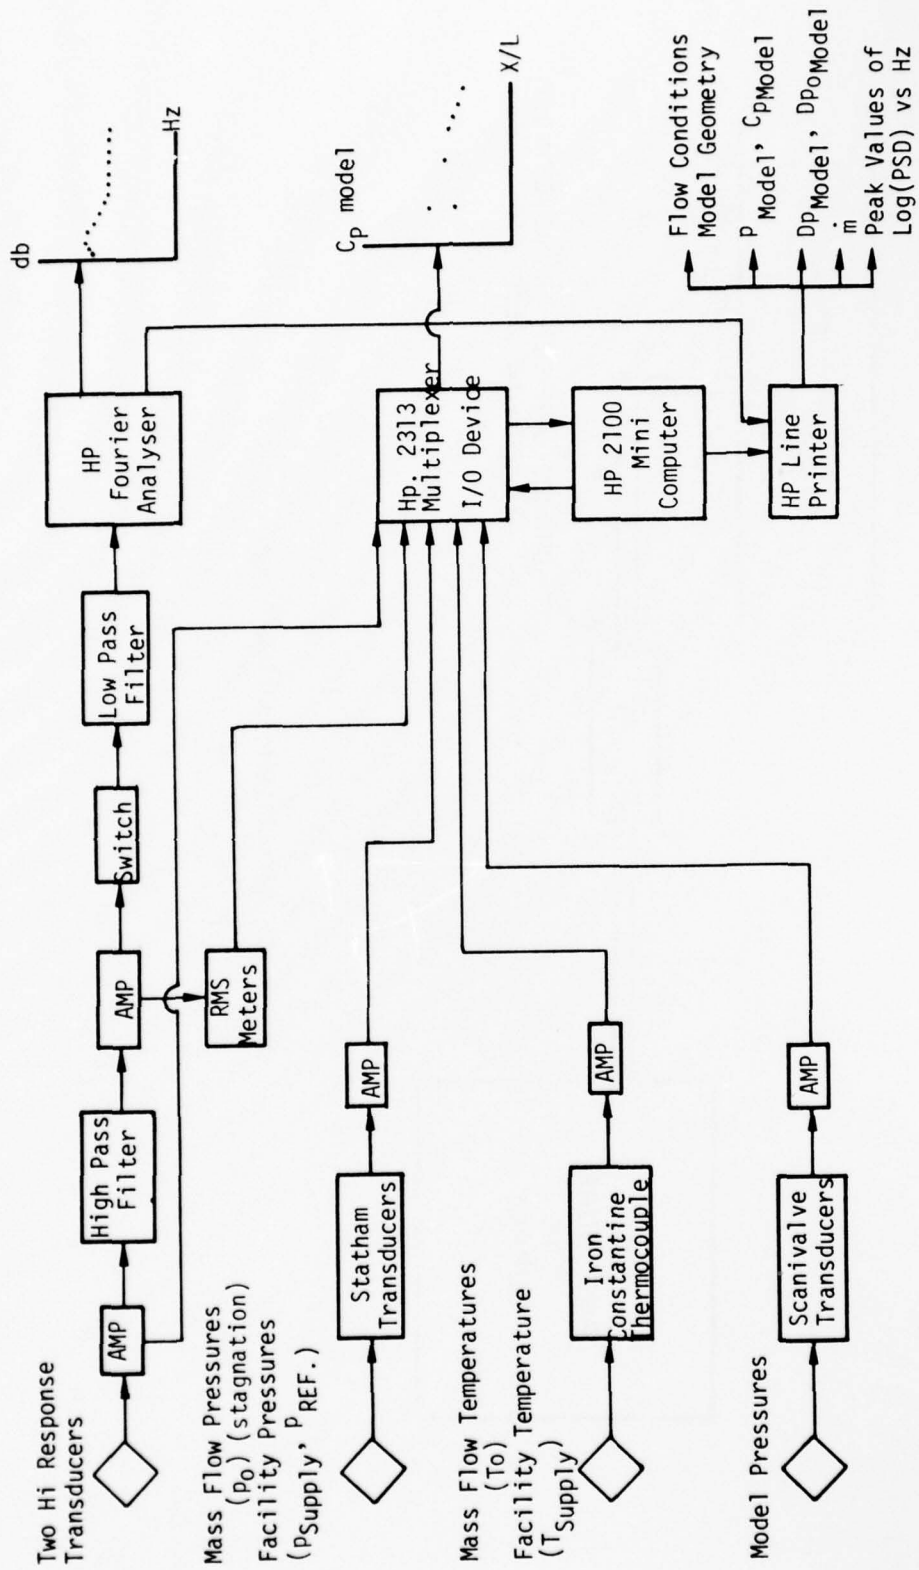 Two Hi Response
Transducers
AMP
High Pass
Filter
AMP
Switch
Low Pass
Filter
HP
Fourier
Analyser
db
Hz
RMS
Meters
Mass Flow Pressures
(po) (stagnation)
Facility Pressures
(pSupply, PREF.)
Statham
Transducers
AMP
Hp. 2313
Multiplexer
I/O Device
Cp model
X/L
HP 2100
Mini
Computer
Mass Flow Temperatures
(To)
Facility Temperature
(TSupply)
Iron
Constantine
Thermocouple
AMP
Model Pressures
Scanivalve
Transducers
AMP
HP Line
Printer
Flow Conditions
Model Geometry
pModel, CpModel
DpModel, DpoModel
ṁ
Peak Values of
Log(PSD) vs Hz